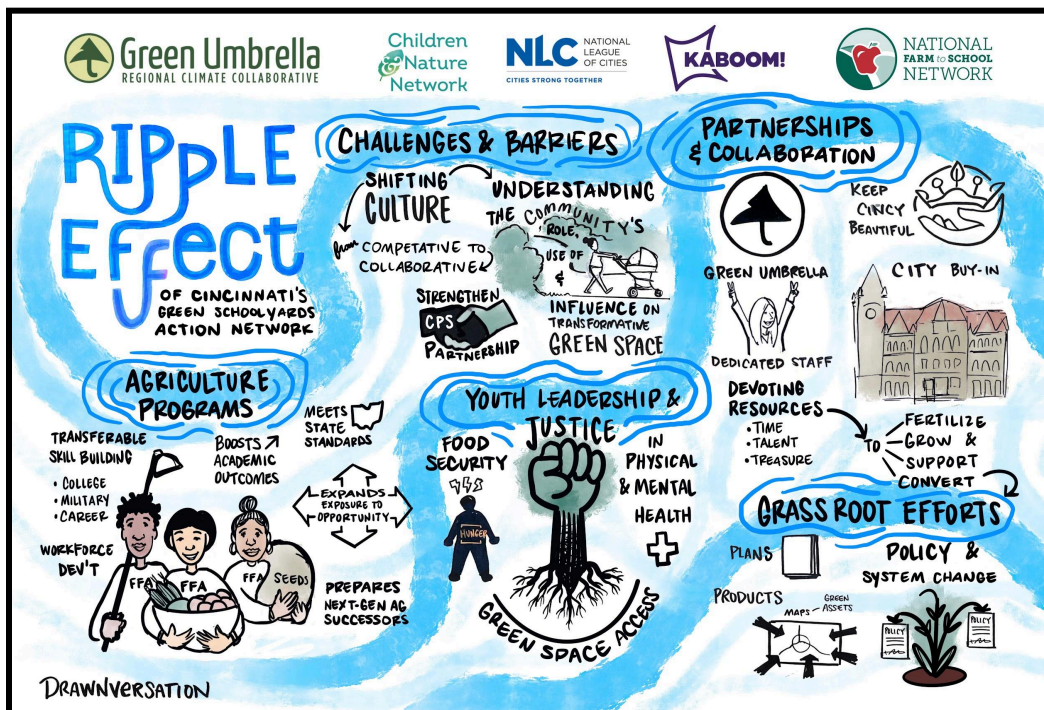 Green Umbrella
REGIONAL CLIMATE COLLABORATIVE
Children
& Nature
Network
NLC
NATIONAL
LEAGUE
OF CITIES
CITIES STRONG TOGETHER
KABOOM!
NATIONAL
FARM to SCHOOL
NETWORK
RIPPLE
EFFECT
OF CINCINNATI'S
GREEN SCHOOLYARDS
ACTION NETWORK
CHALLENGES & BARRIERS
SHIFTING
CULTURE
from COMPETATIVE TO
COLLABORATIVE
STRENGTHEN
CPS
PARTNERSHIP
UNDERSTANDING
THE COMMUNITY'S
ROLE,
USE OF
&
INFLUENCE ON
TRANSFORMATIVE
GREEN SPACE
PARTNERSHIPS
& COLLABORATION
GREEN UMBRELLA
KEEP
CINCY
BEAUTIFUL
DEDICATED STAFF
CITY BUY-IN
DEVOTING
RESOURCES
• TIME
• TALENT
• TREASURE
TO
FERTILIZE
GROW &
SUPPORT
CONVERT
AGRICULTURE
PROGRAMS
TRANSFERABLE
SKILL BUILDING
• COLLEGE
• MILITARY
• CAREER
WORKFORCE
DEV'T
BOOSTS
ACADEMIC
OUTCOMES
MEETS
STATE
STANDARDS
EXPANDS
EXPOSURE TO
OPPORTUNITY
FFA
FFA
FFA
SEEDS
PREPARES
NEXT-GEN AG
SUCCESSORS
YOUTH LEADERSHIP &
JUSTICE
FOOD
SECURITY
HUNGER
IN
PHYSICAL
& MENTAL
HEALTH
GREEN SPACE ACCESS
GRASS ROOT EFFORTS
PLANS
PRODUCTS
MAPS – GREEN
ASSETS
POLICY &
SYSTEM CHANGE
POLICY
POLICY
DRAWNVERSATION